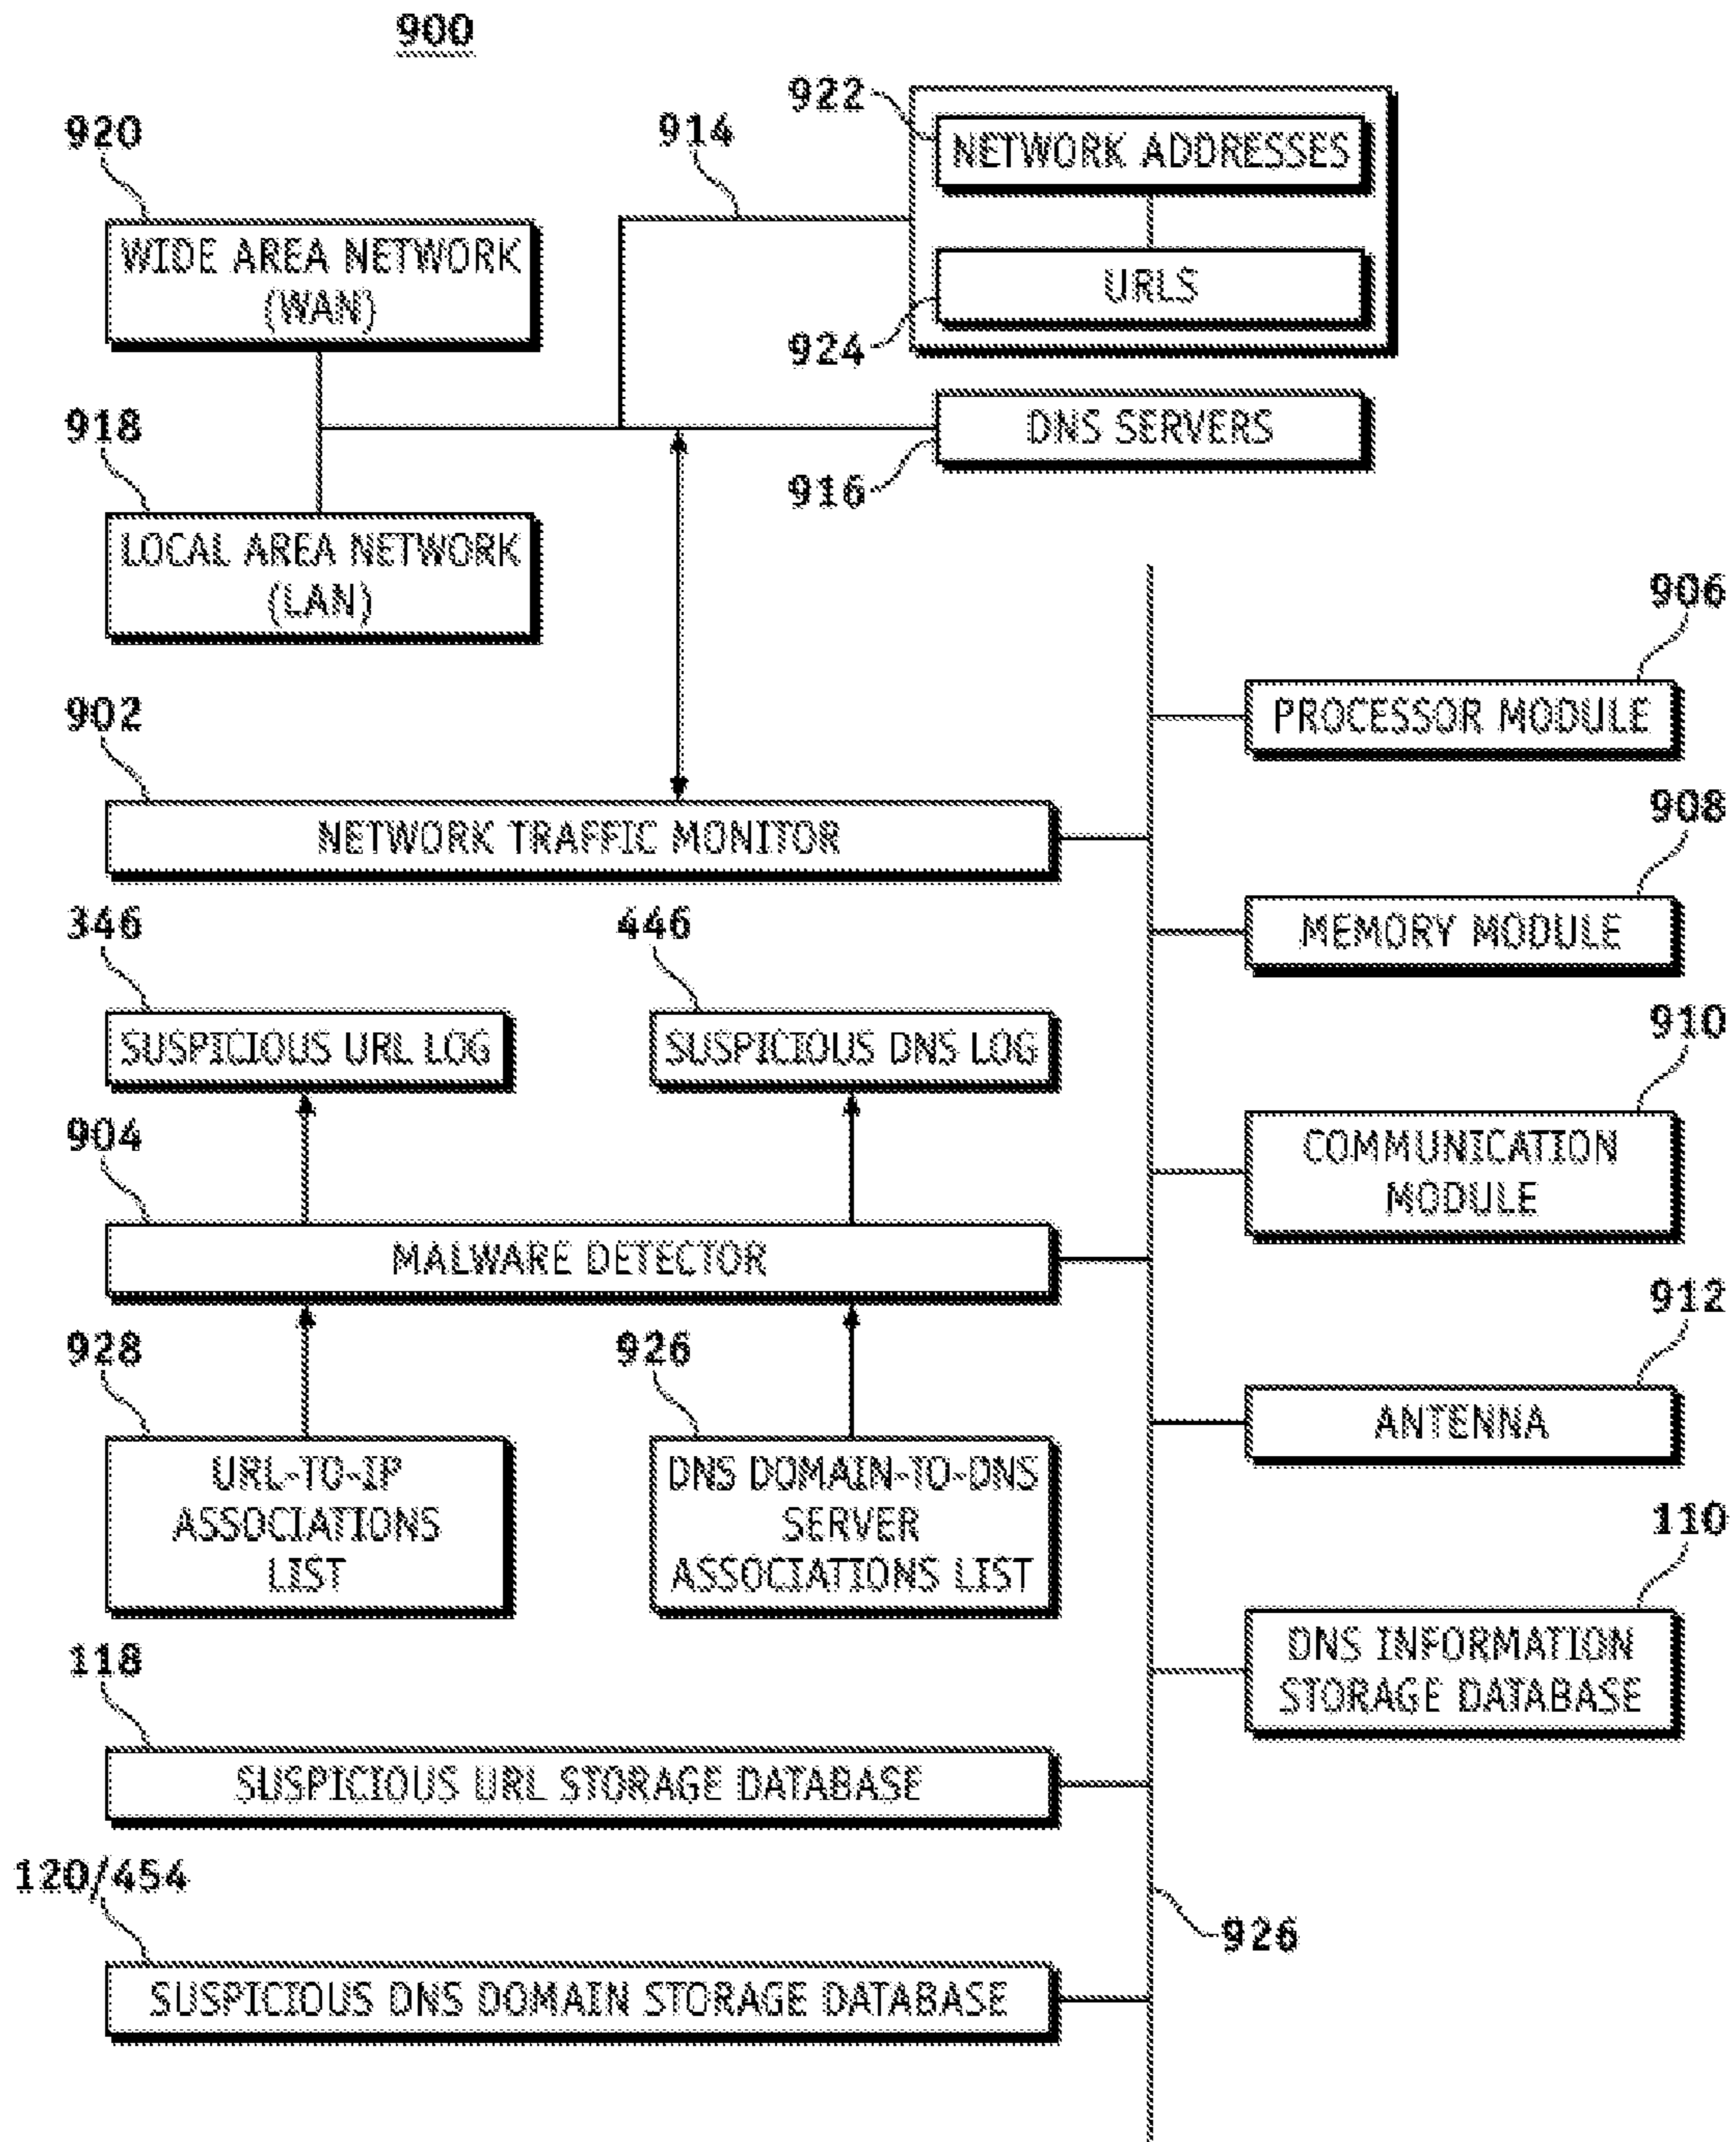 900
922
914
920
NETWORK ADDRESSES
WIDE AREA NETWORK
(WAN)
URLS
924
918
DNS SERVERS
916
LOCAL AREA NETWORK
(LAN)
906
902
PROCESSOR MODULE
NETWORK TRAFFIC MONITOR
908
346
446
MEMORY MODULE
SUSPICIOUS URL LOG
SUSPICIOUS DNS LOG
910
904
COMMUNICATION
MODULE
MALWARE DETECTOR
912
928
926
ANTENNA
URL-TO-IP
ASSOCIATIONS
LIST
DNS DOMAIN-TO-DNS
SERVER
ASSOCIATIONS LIST
110
DNS INFORMATION
STORAGE DATABASE
118
SUSPICIOUS URL STORAGE DATABASE
120/454
926
SUSPICIOUS DNS DOMAIN STORAGE DATABASE